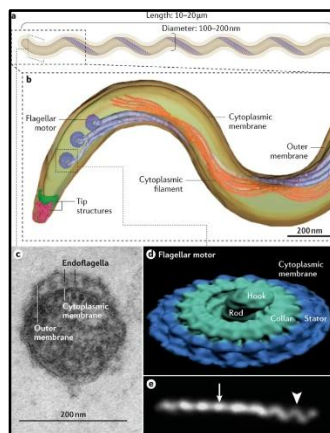 a
Length: 10–20μm
Diameter: 100–200nm
b
Flagellar
motor
Cytoplasmic
membrane
Outer
membrane
Cytoplasmic
filament
Tip
structures
200 nm
c
Endoflagella
Cytoplasmic
membrane
Outer
membrane
200 nm
d Flagellar motor
Cytoplasmic
membrane
Hook
Rod
Collar
Stator
e